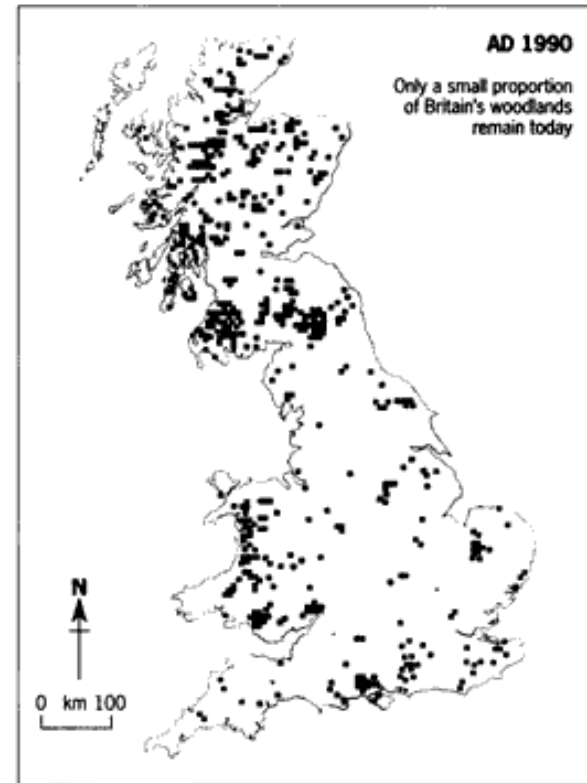 AD 1990
Only a small proportion
of Britain's woodlands
remain today
N
0 km 100